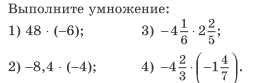 Выполните умножение:
1) 48 · (−6); 3) −4 1/6 · 2 2/5;
2) −8,4 · (−4); 4) −4 2/3 · (−1 4/7).